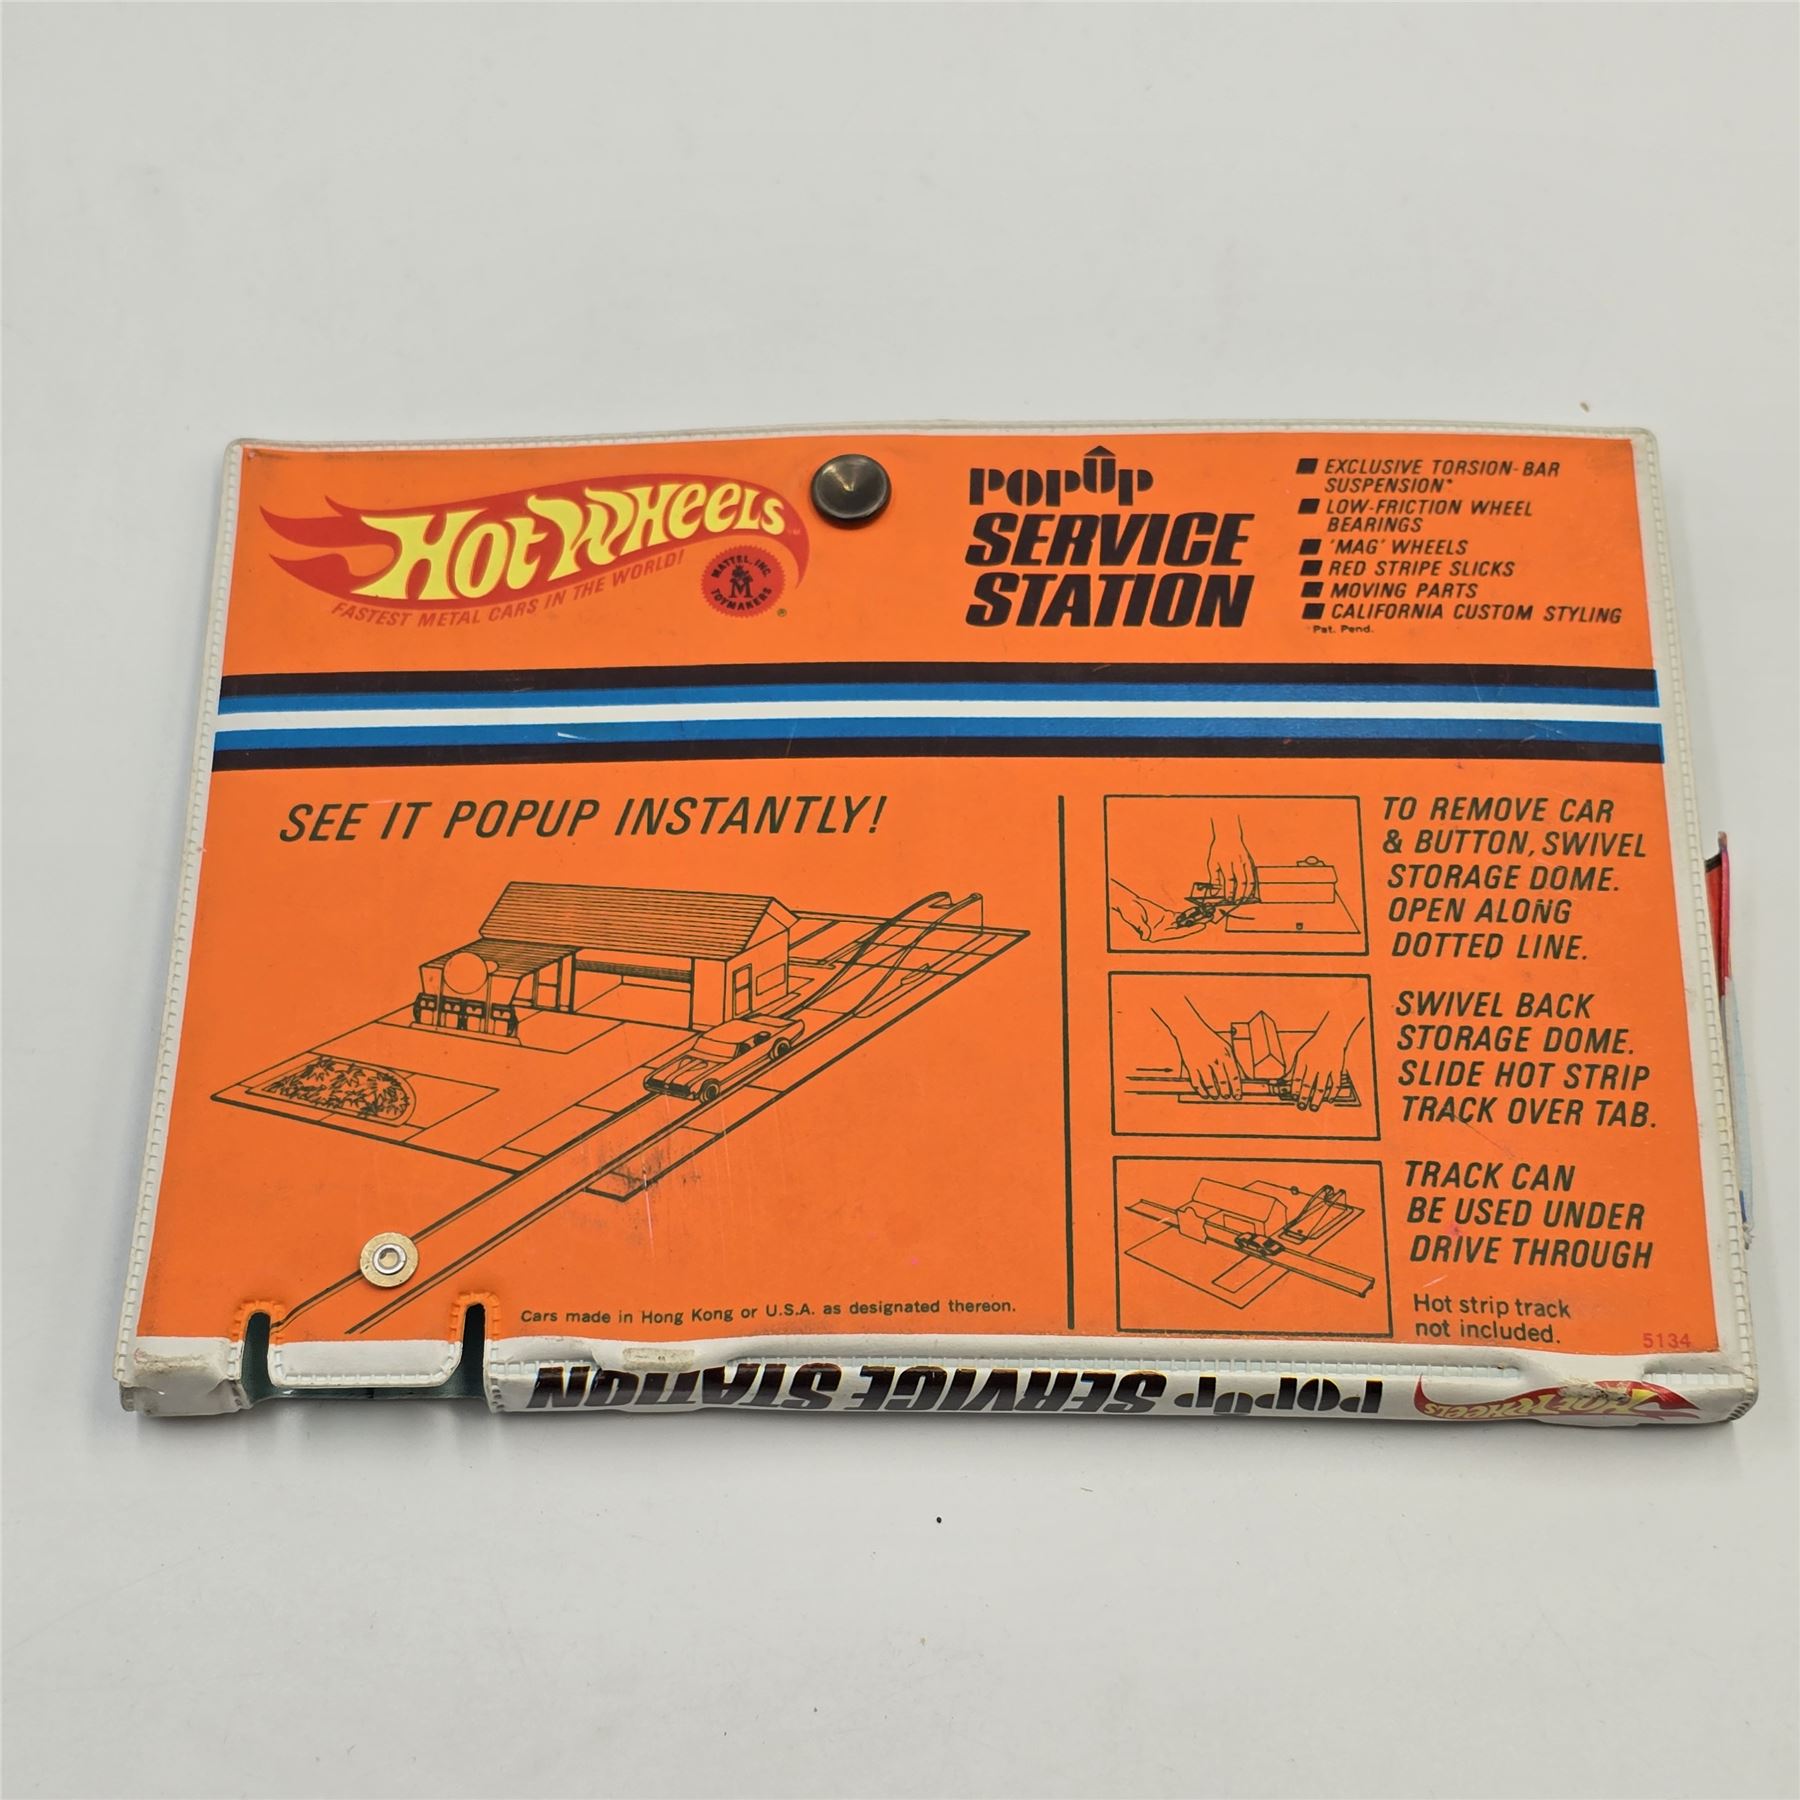 HOT WHEELS
FASTEST METAL CARS IN THE WORLD!
MATTEL, INC.
M
TOYMAKERS
®
POPUP
SERVICE
STATION
EXCLUSIVE TORSION-BAR
SUSPENSION*
LOW-FRICTION WHEEL
BEARINGS
'MAG' WHEELS
RED STRIPE SLICKS
MOVING PARTS
CALIFORNIA CUSTOM STYLING
*Pat. Pend.
SEE IT POPUP INSTANTLY!
TO REMOVE CAR
& BUTTON, SWIVEL
STORAGE DOME.
OPEN ALONG
DOTTED LINE.
SWIVEL BACK
STORAGE DOME.
SLIDE HOT STRIP
TRACK OVER TAB.
TRACK CAN
BE USED UNDER
DRIVE THROUGH
Hot strip track
not included.
Cars made in Hong Kong or U.S.A. as designated thereon.
5134
HOT WHEELS POPUP SERVICE STATION